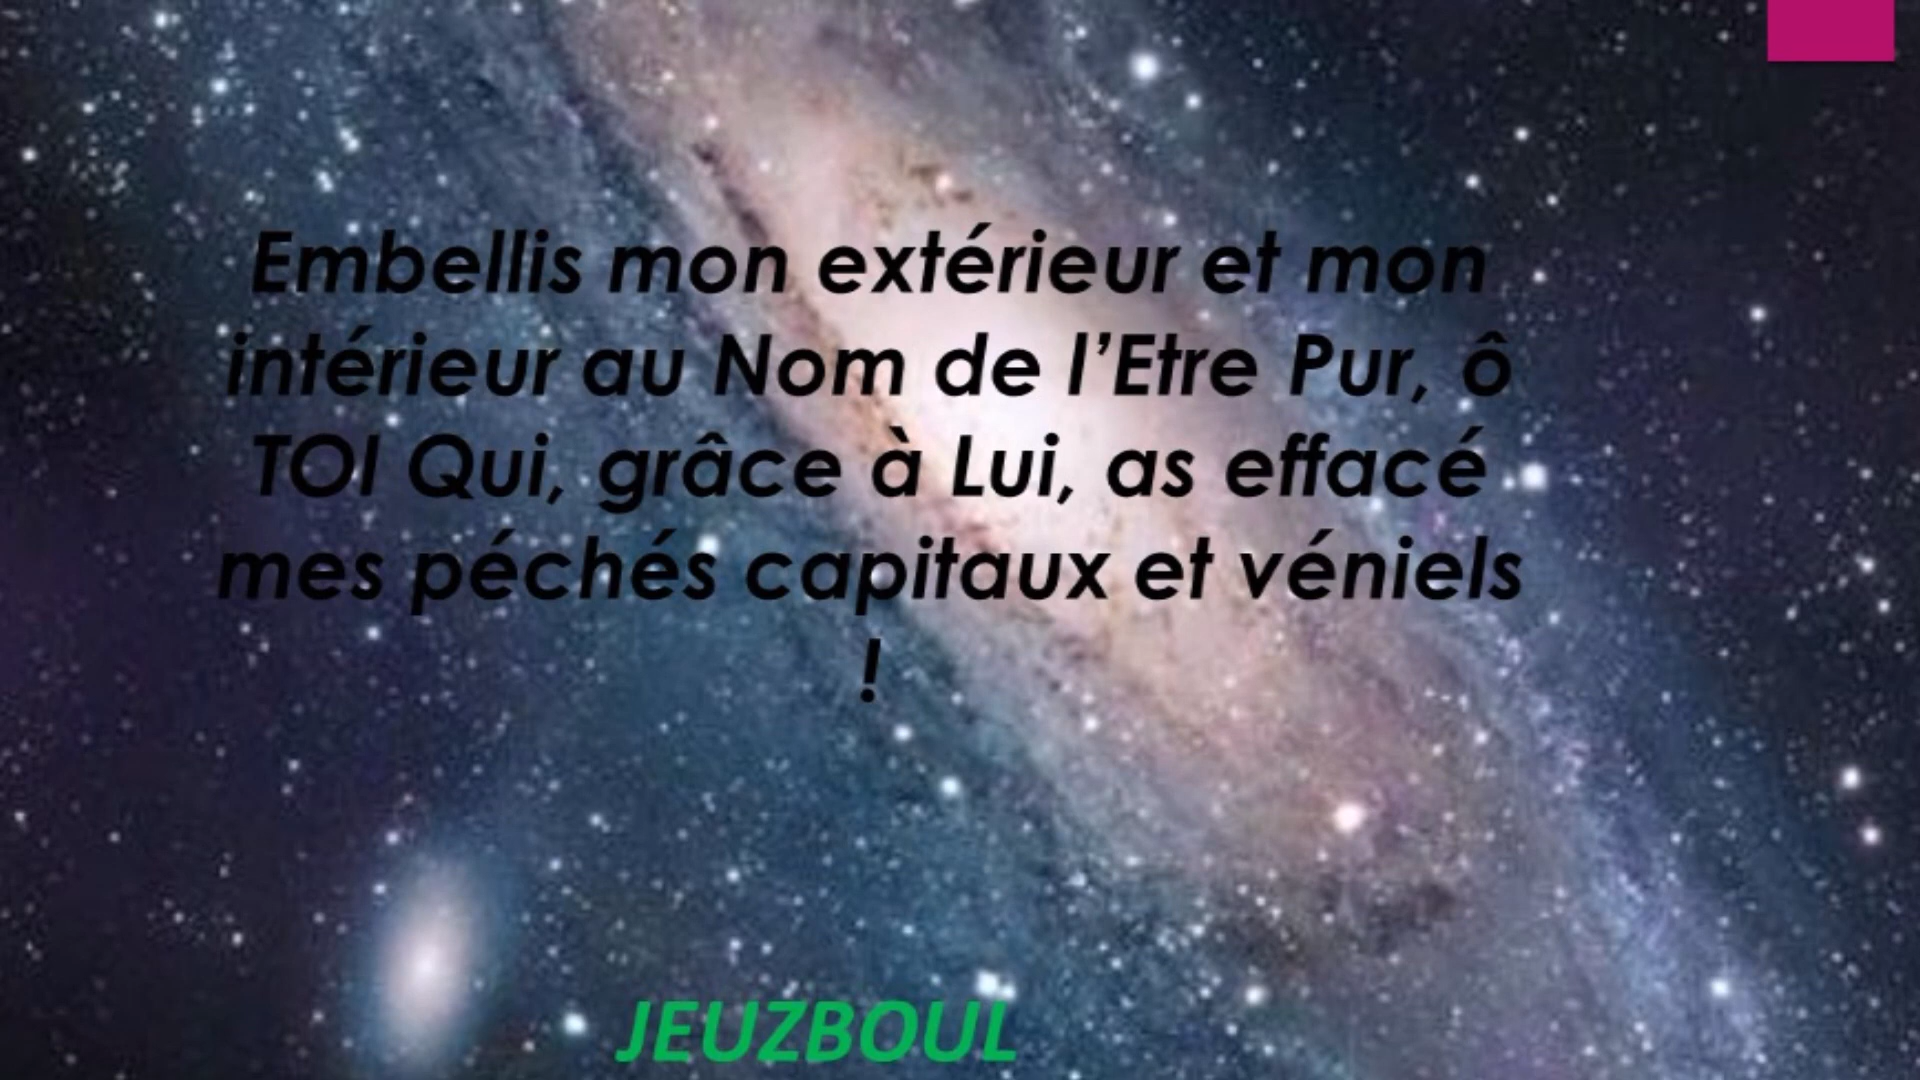 Embellis mon extérieur et mon
intérieur au Nom de l’Etre Pur, ô
TOI Qui, grâce à Lui, as effacé
mes péchés capitaux et véniels
!
JEUZBOUL